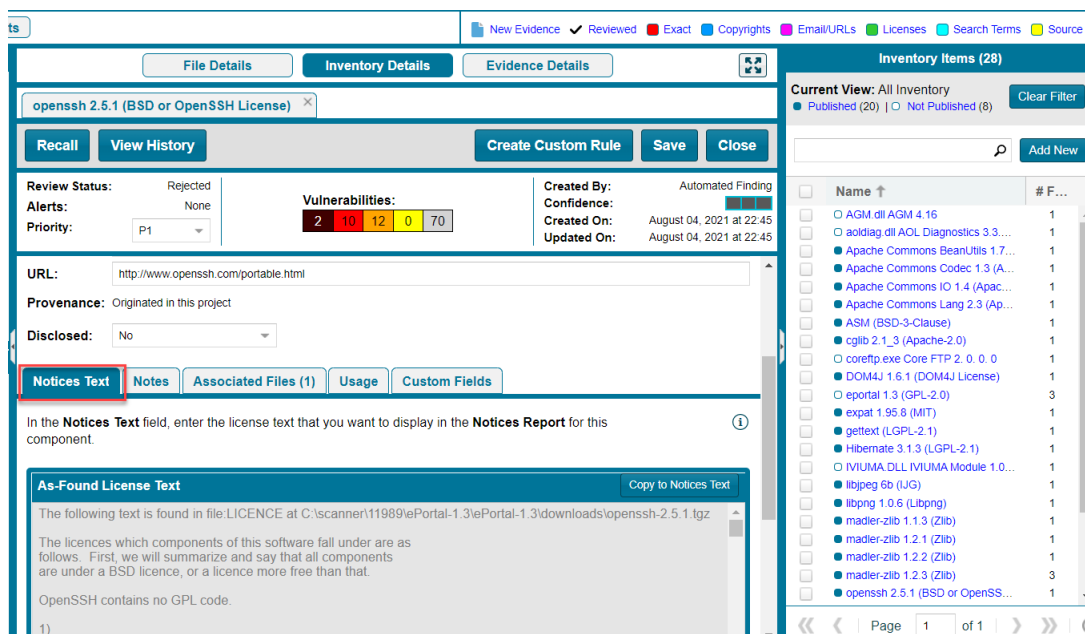 ts
New Evidence Reviewed Exact Copyrights Email/URLs Licenses Search Terms Source
File Details Inventory Details Evidence Details
openssh 2.5.1 (BSD or OpenSSH License)
Recall View History Create Custom Rule Save Close
Review Status: Rejected
Alerts: None
Priority: P1
Vulnerabilities:
2 10 12 0 70
Created By: Automated Finding
Confidence:
Created On: August 04, 2021 at 22:45
Updated On: August 04, 2021 at 22:45
URL: http://www.openssh.com/portable.html
Provenance: Originated in this project
Disclosed: No
Notices Text Notes Associated Files (1) Usage Custom Fields
In the Notices Text field, enter the license text that you want to display in the Notices Report for this
component.
As-Found License Text Copy to Notices Text
The following text is found in file:LICENCE at C:\scanner\11989\ePortal-1.3\ePortal-1.3\downloads\openssh-2.5.1.tgz
The licences which components of this software fall under are as
follows. First, we will summarize and say that all components
are under a BSD licence, or a licence more free than that.
OpenSSH contains no GPL code.
1)
Inventory Items (28)
Current View: All Inventory
Published (20) | Not Published (8)
Clear Filter
Add New
Name # F...
AGM.dll AGM 4.16 1
aoldiag.dll AOL Diagnostics 3.3.... 1
Apache Commons BeanUtils 1.7... 1
Apache Commons Codec 1.3 (A... 1
Apache Commons IO 1.4 (Apac... 1
Apache Commons Lang 2.3 (Ap... 1
ASM (BSD-3-Clause) 1
cglib 2.1_3 (Apache-2.0) 1
coreftp.exe Core FTP 2. 0. 0. 0 1
DOM4J 1.6.1 (DOM4J License) 1
eportal 1.3 (GPL-2.0) 3
expat 1.95.8 (MIT) 1
gettext (LGPL-2.1) 1
Hibernate 3.1.3 (LGPL-2.1) 1
IVIUMA.DLL IVIUMA Module 1.0... 1
libjpeg 6b (IJG) 1
libpng 1.0.6 (Libpng) 1
madler-zlib 1.1.3 (Zlib) 1
madler-zlib 1.2.1 (Zlib) 1
madler-zlib 1.2.2 (Zlib) 1
madler-zlib 1.2.3 (Zlib) 3
openssh 2.5.1 (BSD or OpenSS... 1
Page 1 of 1